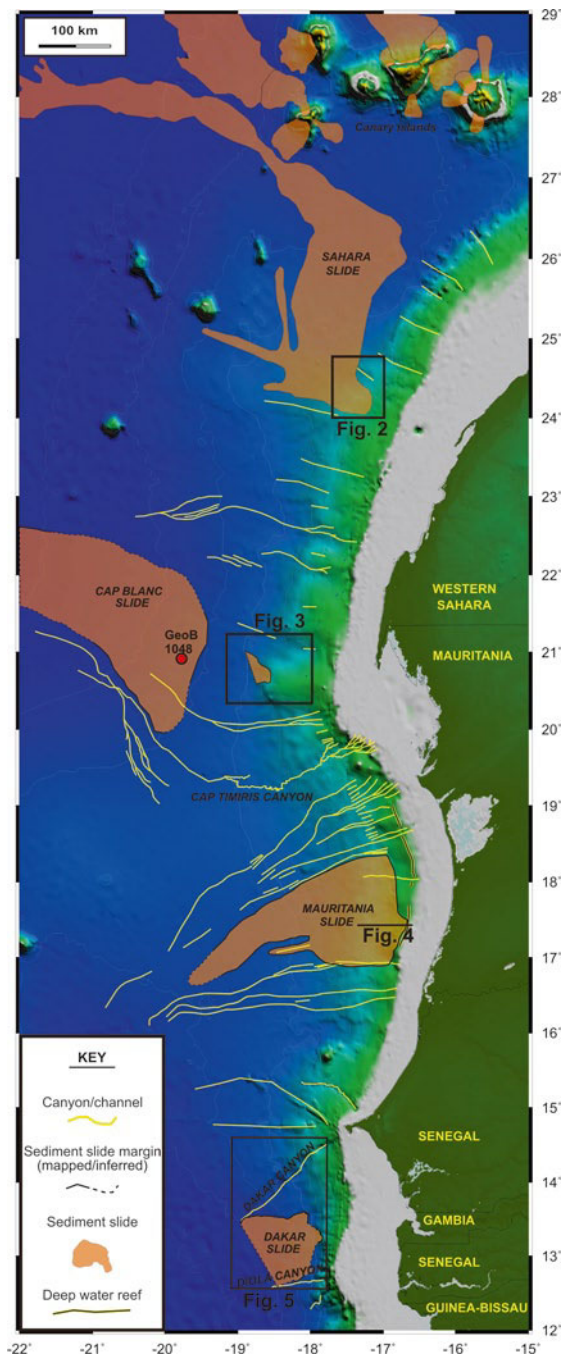 100 km
29°
28°
Canary Islands
27°
SAHARA
SLIDE
26°
25°
24°
Fig. 2
23°
CAP BLANC
SLIDE
22°
WESTERN
SAHARA
GeoB
1048
Fig. 3
MAURITANIA
21°
20°
CAP TIMIRIS CANYON
19°
18°
MAURITANIA
SLIDE
Fig. 4
17°
16°
KEY
Canyon/channel
Sediment slide margin
(mapped/inferred)
Sediment slide
Deep water reef
15°
SENEGAL
14°
DAKAR CANYON
GAMBIA
DAKAR
SLIDE
SENEGAL
13°
DIOLA CANYON
Fig. 5
GUINEA-BISSAU
12°
-22° -21° -20° -19° -18° -17° -16° -15°